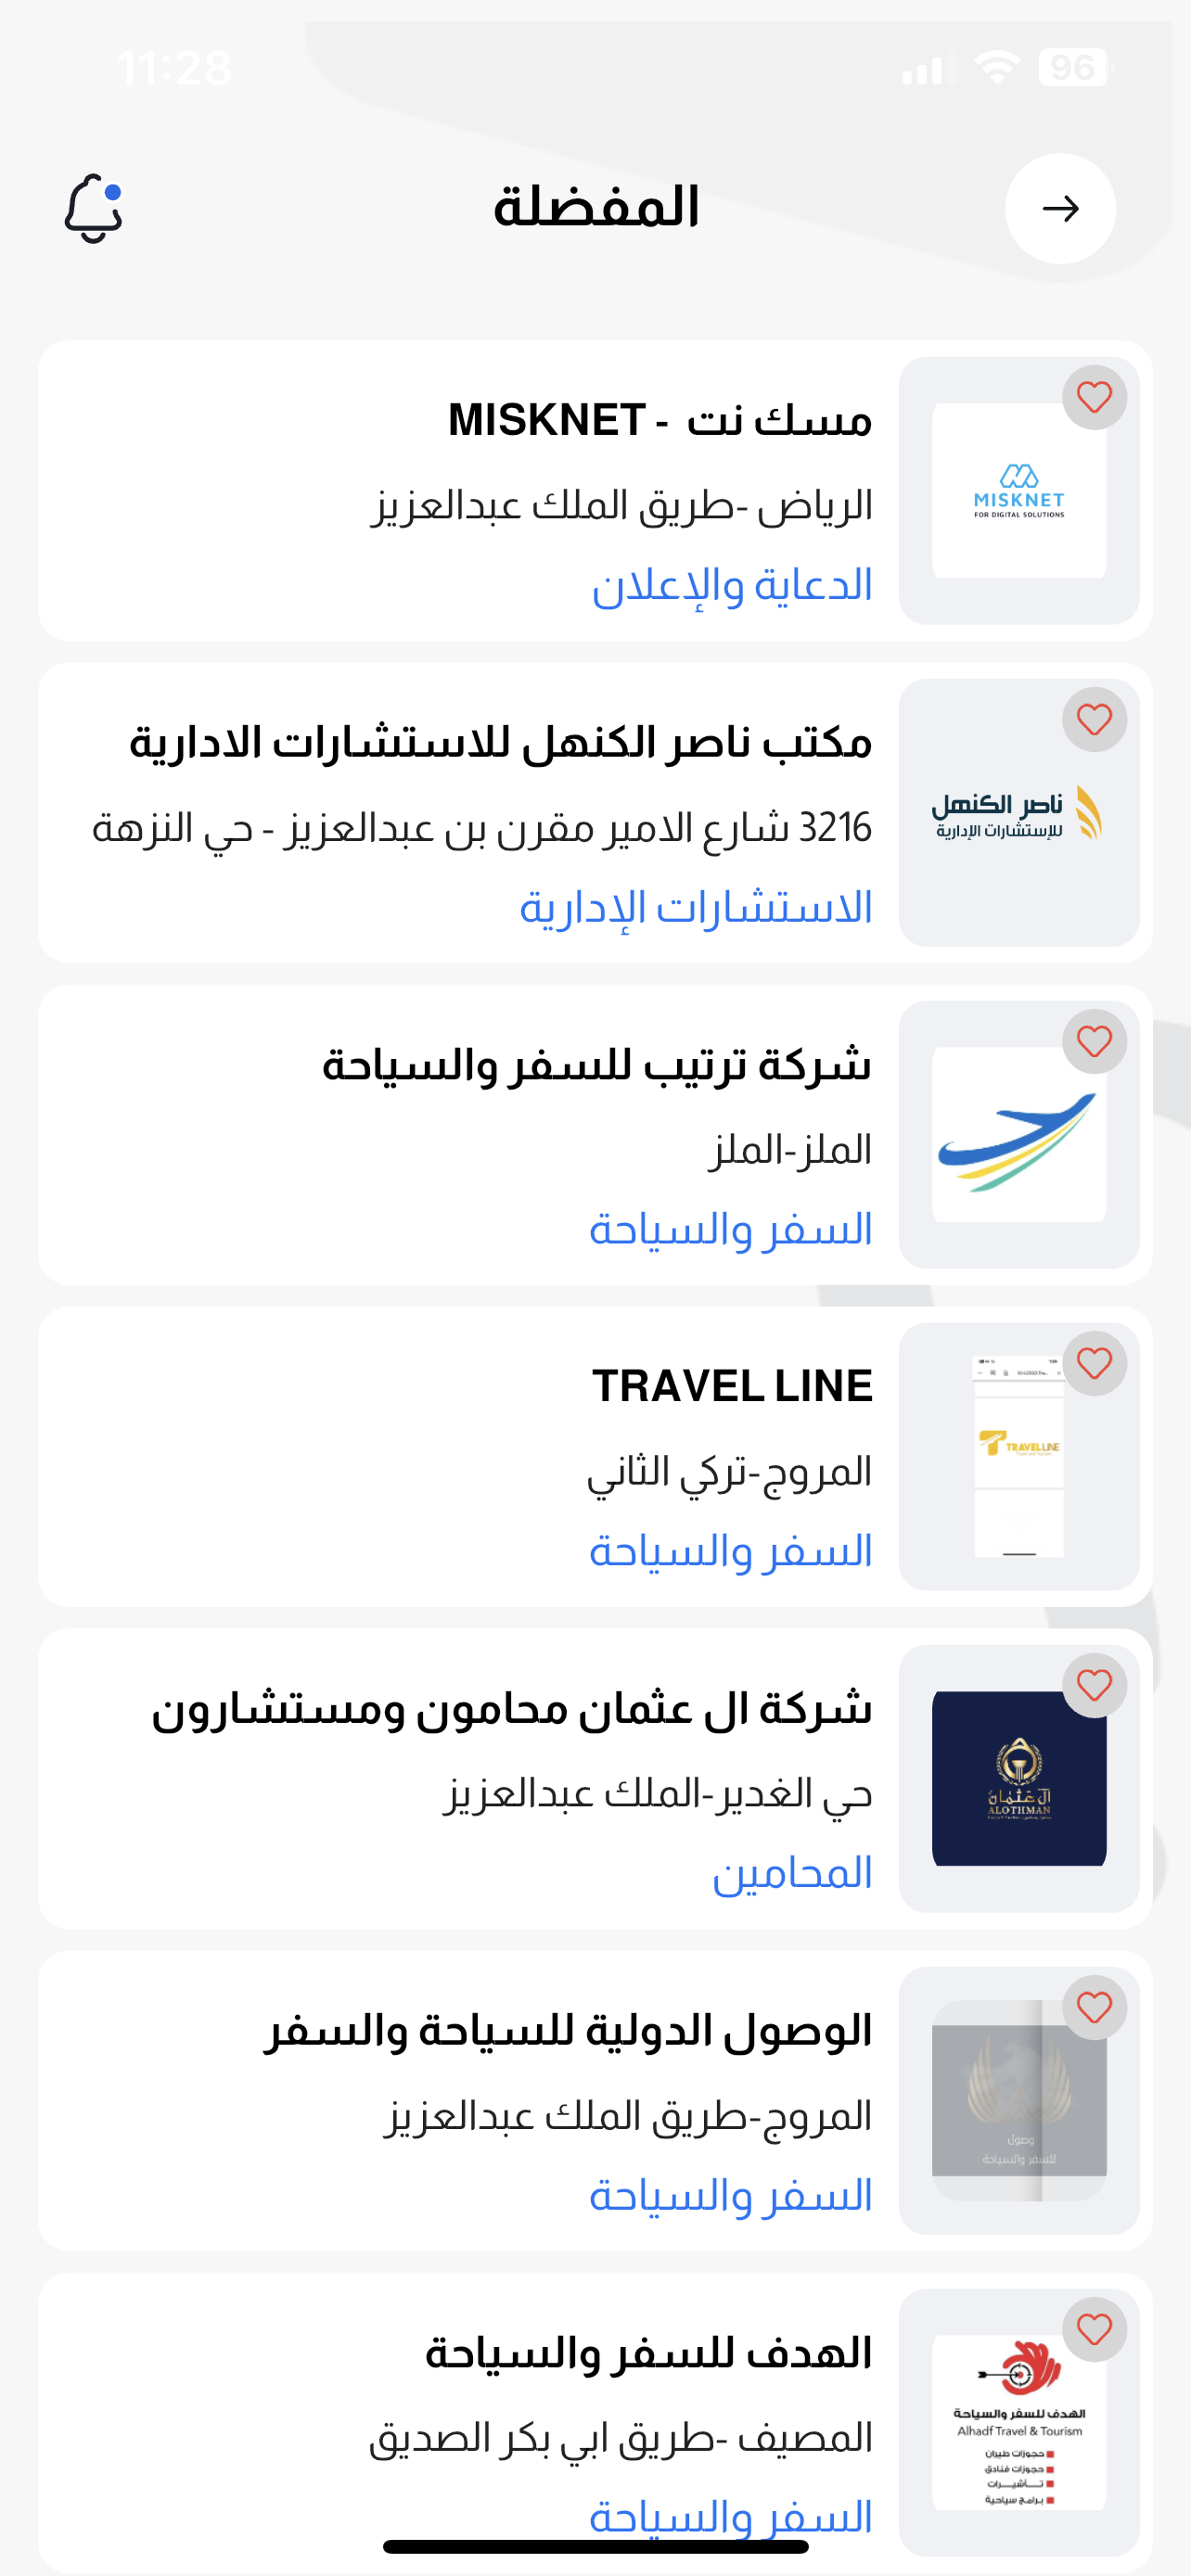 11:28
96
المفضلة
مسك نت - MISKNET
الرياض -طريق الملك عبدالعزيز
الدعاية والإعلان
MISKNET
FOR DIGITAL SOLUTIONS
مكتب ناصر الكنهل للاستشارات الادارية
3216 شارع الامير مقرن بن عبدالعزيز - حي النزهة
الاستشارات الإدارية
ناصر الكنهل
للإستشارات الإدارية
شركة ترتيب للسفر والسياحة
الملز-الملز
السفر والسياحة
TRAVEL LINE
المروج-تركي الثاني
السفر والسياحة
TRAVELLINE
شركة ال عثمان محامون ومستشارون
حي الغدير-الملك عبدالعزيز
المحامين
آل عثمان
ALOTHMAN
الوصول الدولية للسياحة والسفر
المروج-طريق الملك عبدالعزيز
السفر والسياحة
وصول
للسفر والسياحة
الهدف للسفر والسياحة
المصيف -طريق ابي بكر الصديق
السفر والسياحة
الهدف للسفر والسياحة
Alhadf Travel & Tourism
حجوزات طيران
حجوزات فنادق
تـأشيـرات
برامج سياحية